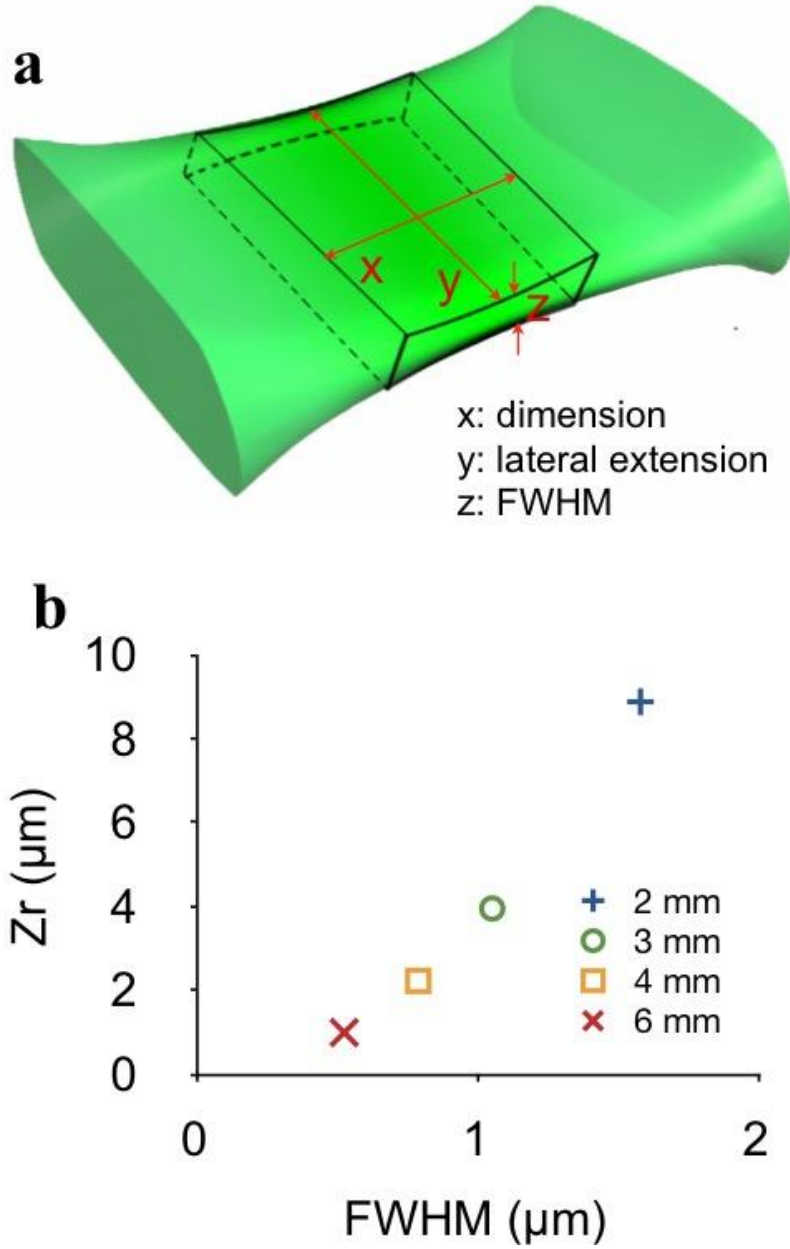 a
x
y
z
x: dimension
y: lateral extension
z: FWHM
b
10
8
6
4
2
0
Zr (µm)
2 mm
3 mm
4 mm
6 mm
0
1
2
FWHM (µm)